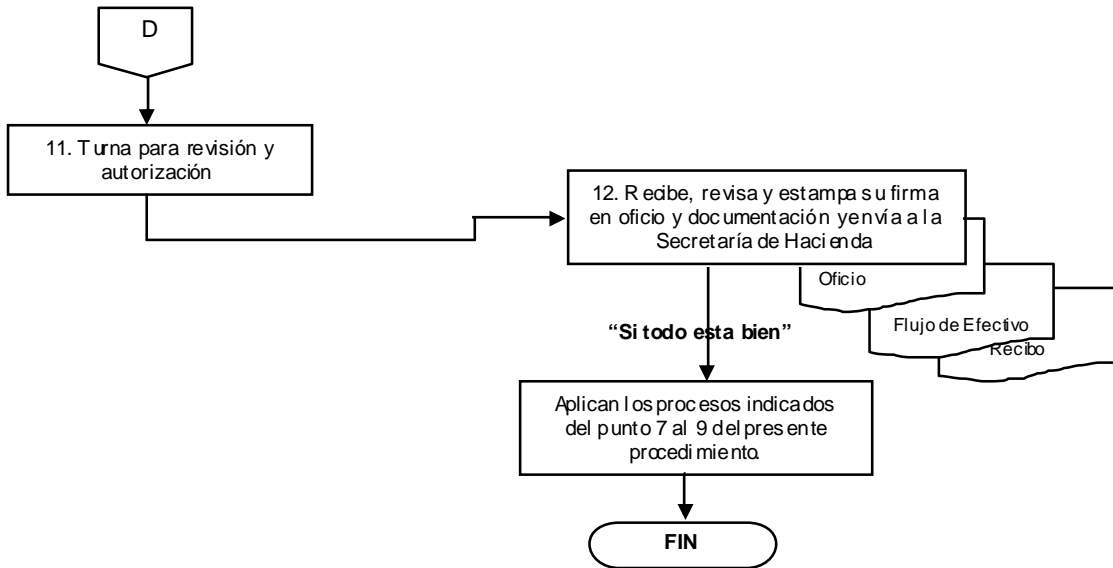 D
11. Turna para revisión y
autorización
12. Recibe, revisa y estampa su firma
en oficio y documentación y envía a la
Secretaría de Hacienda
Oficio
Flujo de Efectivo
Recibo
“Si todo esta bien”
Aplican los procesos indicados
del punto 7 al 9 del presente
procedimiento.
FIN